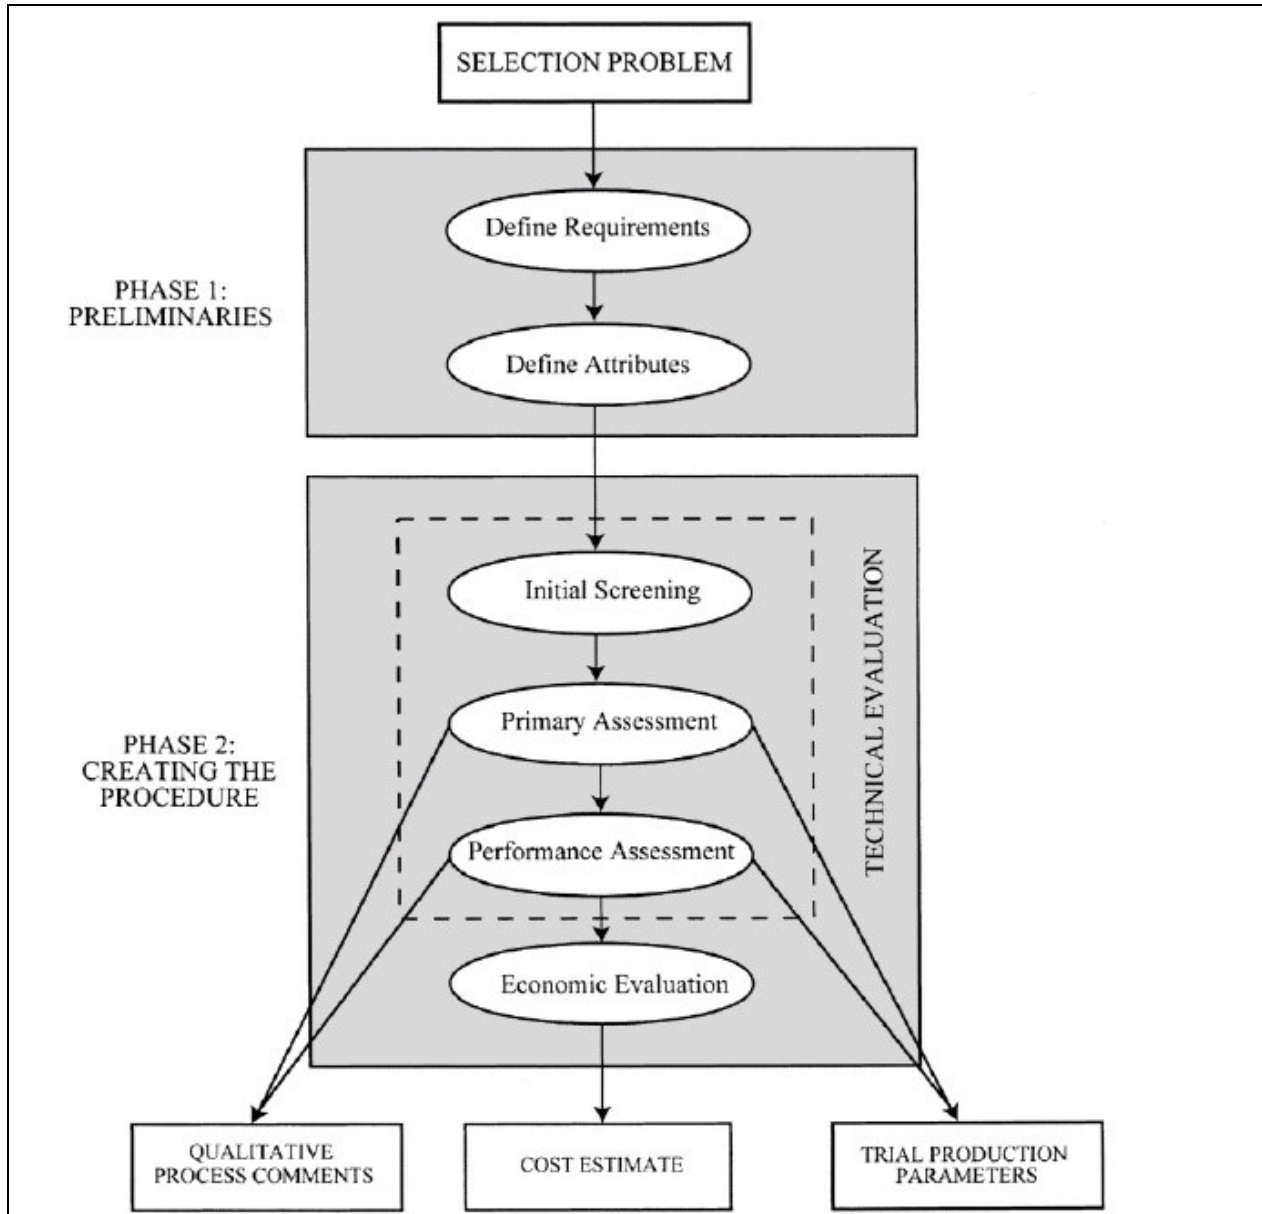 SELECTION PROBLEM
Define Requirements
PHASE 1:
PRELIMINARIES
Define Attributes
Initial Screening
TECHNICAL EVALUATION
Primary Assessment
PHASE 2:
CREATING THE
PROCEDURE
Performance Assessment
Economic Evaluation
QUALITATIVE
PROCESS COMMENTS
COST ESTIMATE
TRIAL PRODUCTION
PARAMETERS